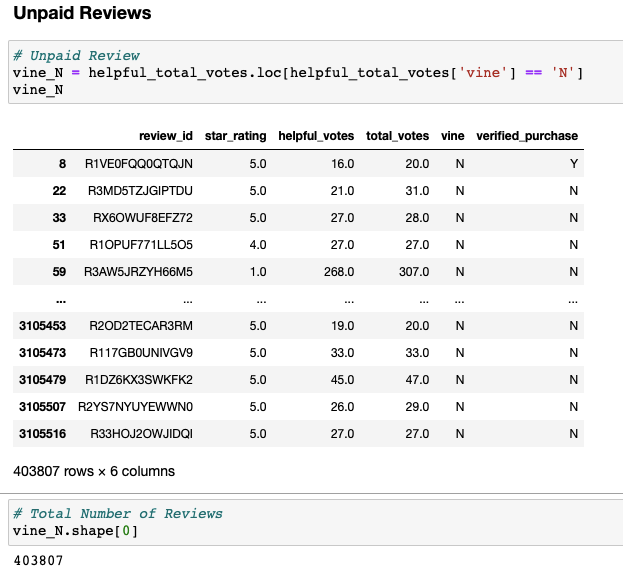 Unpaid Reviews
# Unpaid Review
vine_N = helpful_total_votes.loc[helpful_total_votes['vine'] == 'N']
vine_N
review_id star_rating helpful_votes total_votes vine verified_purchase
8 R1VE0FQQ0QTQJN 5.0 16.0 20.0 N Y
22 R3MD5TZJGIPTDU 5.0 21.0 31.0 N N
33 RX6OWUF8EFZ72 5.0 27.0 28.0 N N
51 R1OPUF771LL5O5 4.0 27.0 27.0 N N
59 R3AW5JRZYH66M5 1.0 268.0 307.0 N N
... ... ... ... ... ... ...
3105453 R2OD2TECAR3RM 5.0 19.0 20.0 N N
3105473 R117GB0UNIVGV9 5.0 33.0 33.0 N N
3105479 R1DZ6KX3SWKFK2 5.0 45.0 47.0 N N
3105507 R2YS7NYUYEWWN0 5.0 26.0 29.0 N N
3105516 R33HOJ2OWJIDQI 5.0 27.0 27.0 N N
403807 rows × 6 columns
# Total Number of Reviews
vine_N.shape[0]
403807